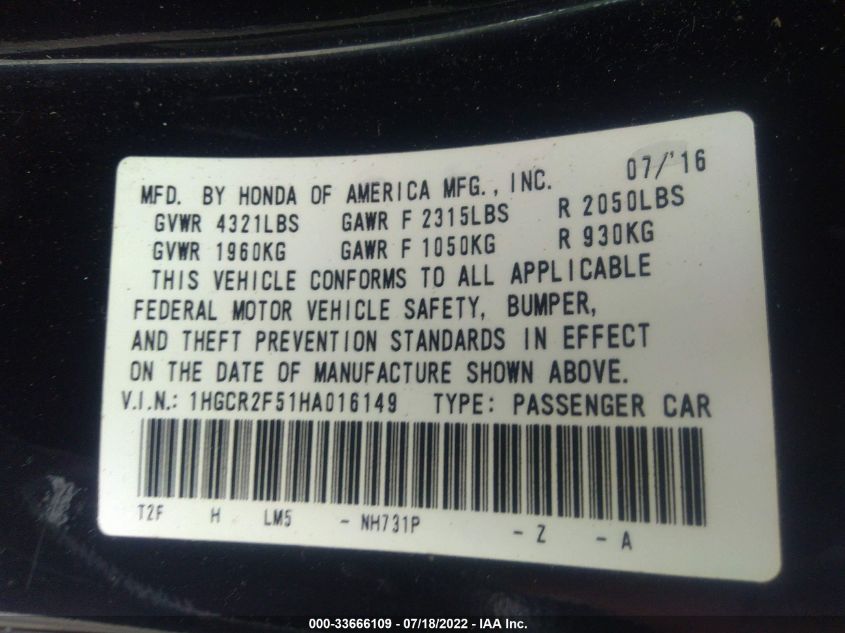 07/'16
MFD. BY HONDA OF AMERICA MFG., INC.
GVWR 4321LBS GAWR F 2315LBS R 2050LBS
GVWR 1960KG GAWR F 1050KG R 930KG
THIS VEHICLE CONFORMS TO ALL APPLICABLE
FEDERAL MOTOR VEHICLE SAFETY, BUMPER,
AND THEFT PREVENTION STANDARDS IN EFFECT
ON THE DATE OF MANUFACTURE SHOWN ABOVE.
V.I.N.: 1HGCR2F51HA016149 TYPE: PASSENGER CAR
T2F H LM5 - NH731P - Z - A
000-33666109 - 07/18/2022 - IAA Inc.